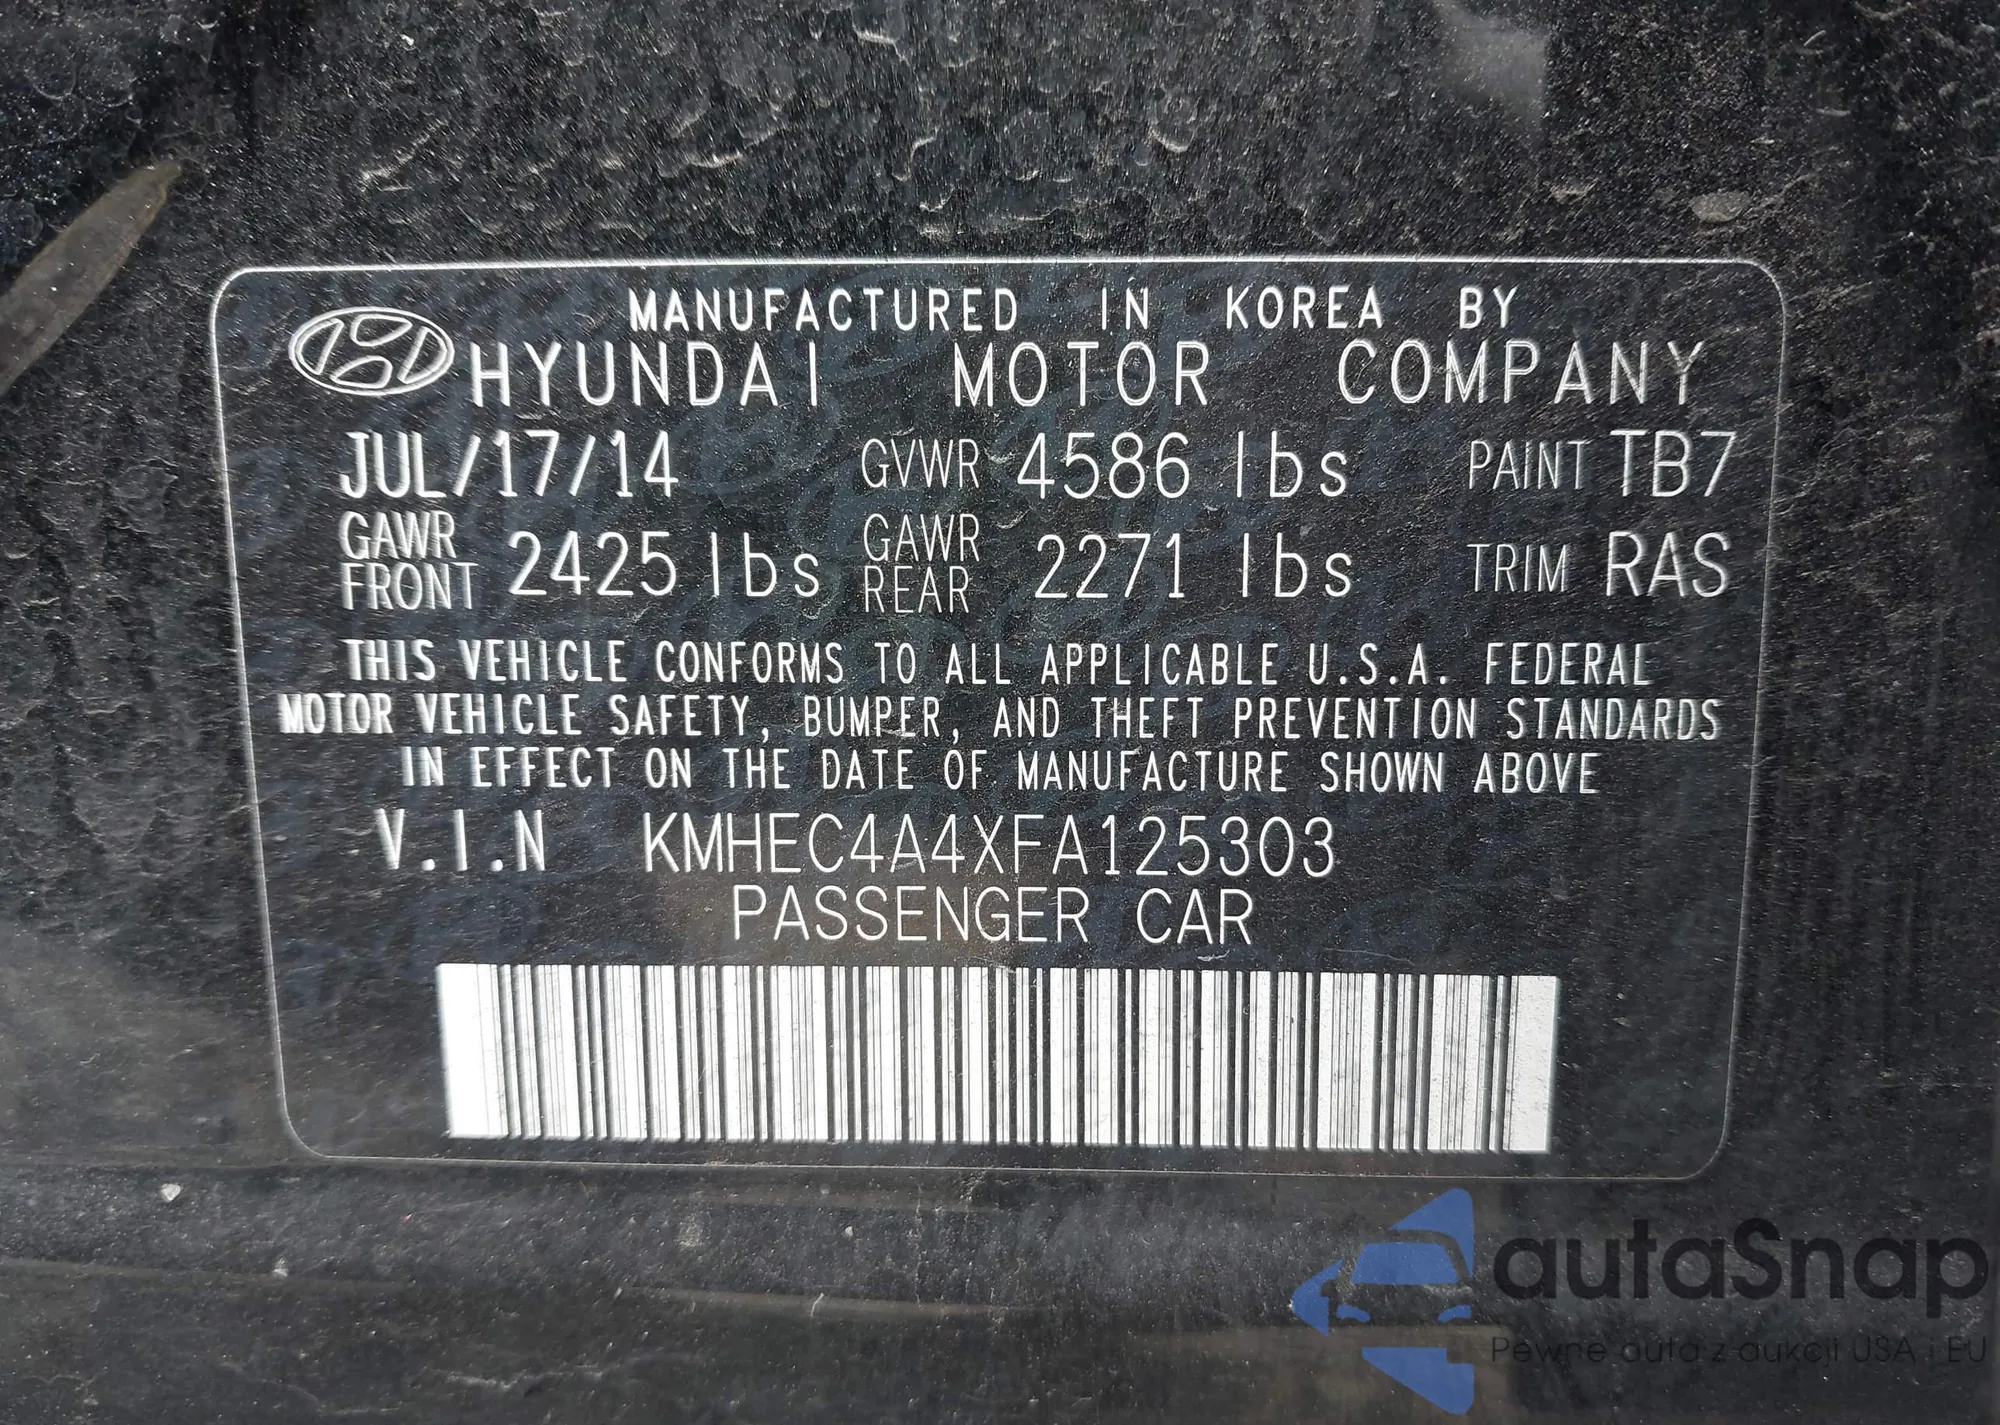 MANUFACTURED IN KOREA BY
HYUNDAI MOTOR COMPANY
JUL/17/14 GVWR 4586 lbs PAINT TB7
GAWR FRONT 2425 lbs GAWR REAR 2271 lbs TRIM RAS
THIS VEHICLE CONFORMS TO ALL APPLICABLE U.S.A. FEDERAL
MOTOR VEHICLE SAFETY, BUMPER, AND THEFT PREVENTION STANDARDS
IN EFFECT ON THE DATE OF MANUFACTURE SHOWN ABOVE
V.I.N KMHEC4A4XFA125303
PASSENGER CAR
autaSnap
Pewne auta z aukcji USA i EU